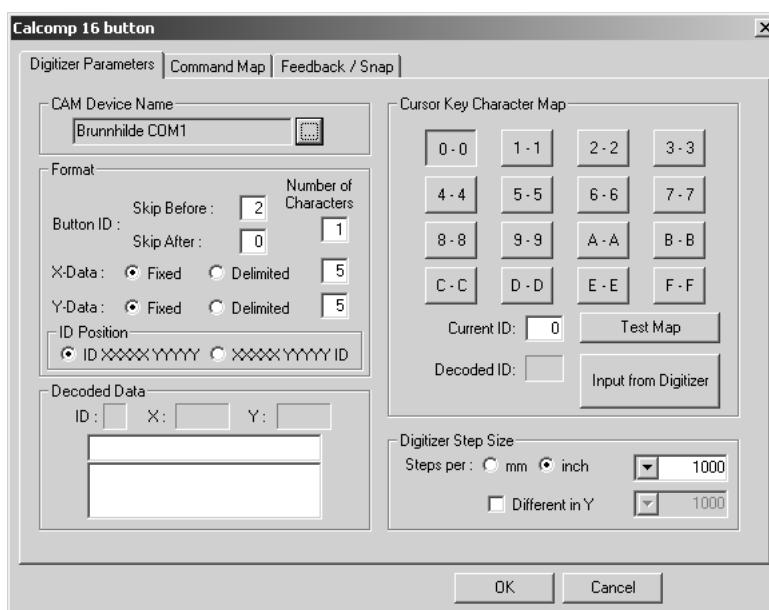 Calcomp 16 button
Digitizer Parameters Command Map Feedback / Snap
CAM Device Name
Brunnhilde COM1
...
Format
Number of
Characters
Button ID :
Skip Before : 2
1
Skip After : 0
X-Data : Fixed Delimited 5
Y-Data : Fixed Delimited 5
ID Position
ID XXXXX YYYYY XXXXX YYYYY ID
Decoded Data
ID : X : Y :
Cursor Key Character Map
0 - 0 1 - 1 2 - 2 3 - 3
4 - 4 5 - 5 6 - 6 7 - 7
8 - 8 9 - 9 A - A B - B
C - C D - D E - E F - F
Current ID: 0 Test Map
Decoded ID: Input from Digitizer
Digitizer Step Size
Steps per : mm inch 1000
Different in Y 1000
OK Cancel